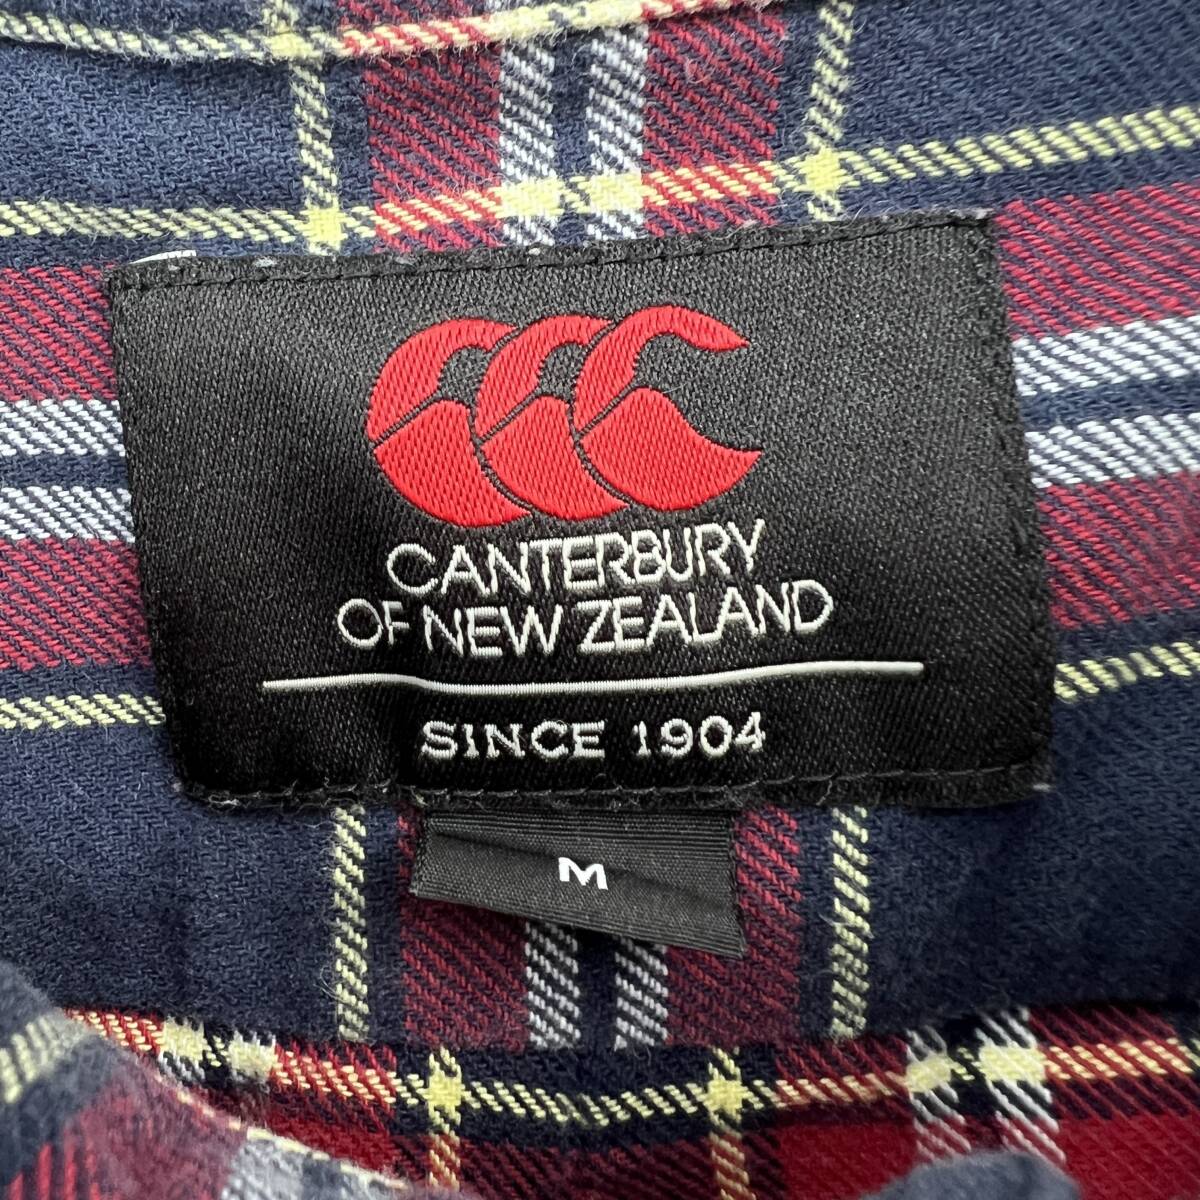 CANTERBURY
OF NEW ZEALAND
SINCE 1904
M